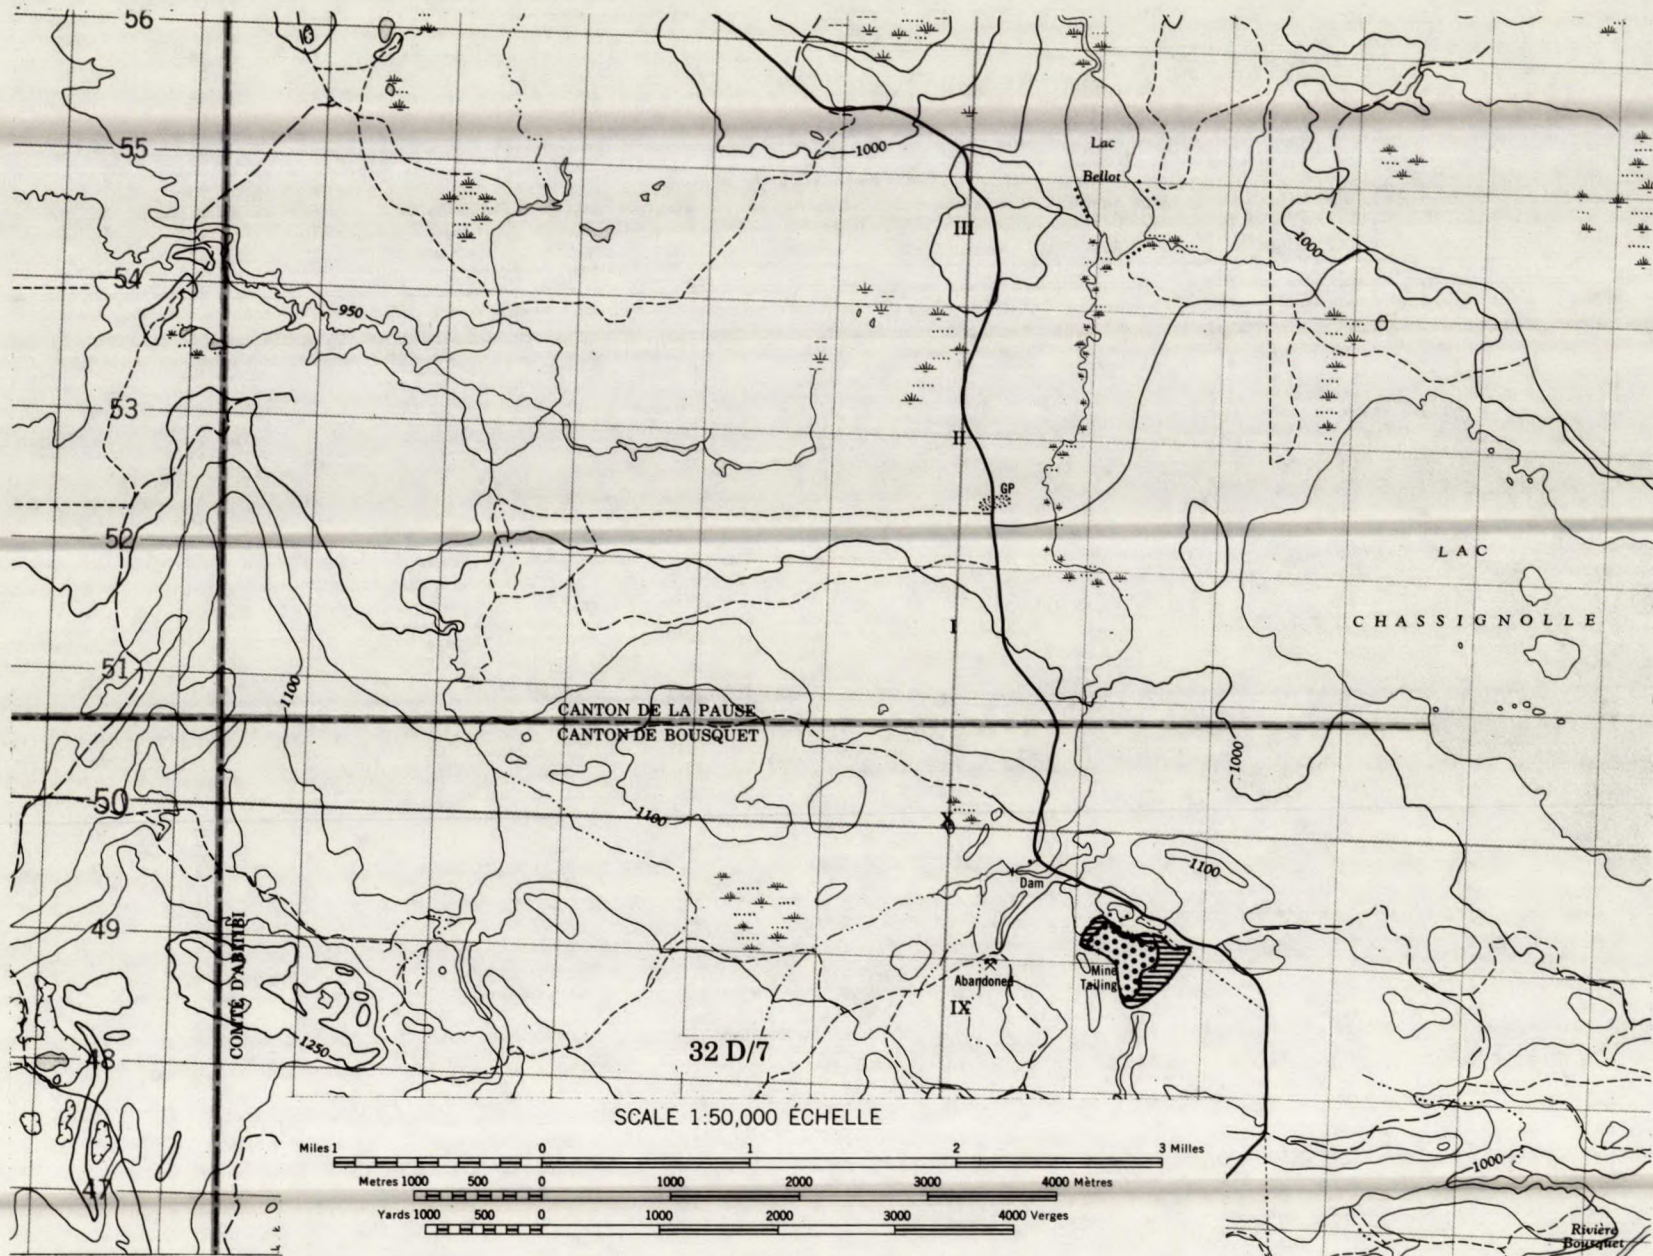 56
55
1000
Lac
Bellot
III
1000
54
950
53
II
GP
52
LAC
CHASSIGNOLLE
I
51
1100
CANTON DE LA PAUSE
CANTON DE BOUSQUET
1000
50
1100
X
1100
Dam
49
COMTÉ D'ABITIBI
Mine
Tailing
Abandoned
IX
1250
48
32 D/7
SCALE 1:50,000 ÉCHELLE
Miles 1 0 1 2 3 Milles
Metres 1000 500 0 1000 2000 3000 4000 Mètres
Yards 1000 500 0 1000 2000 3000 4000 Verges
1000
47
Rivière
Bousquet